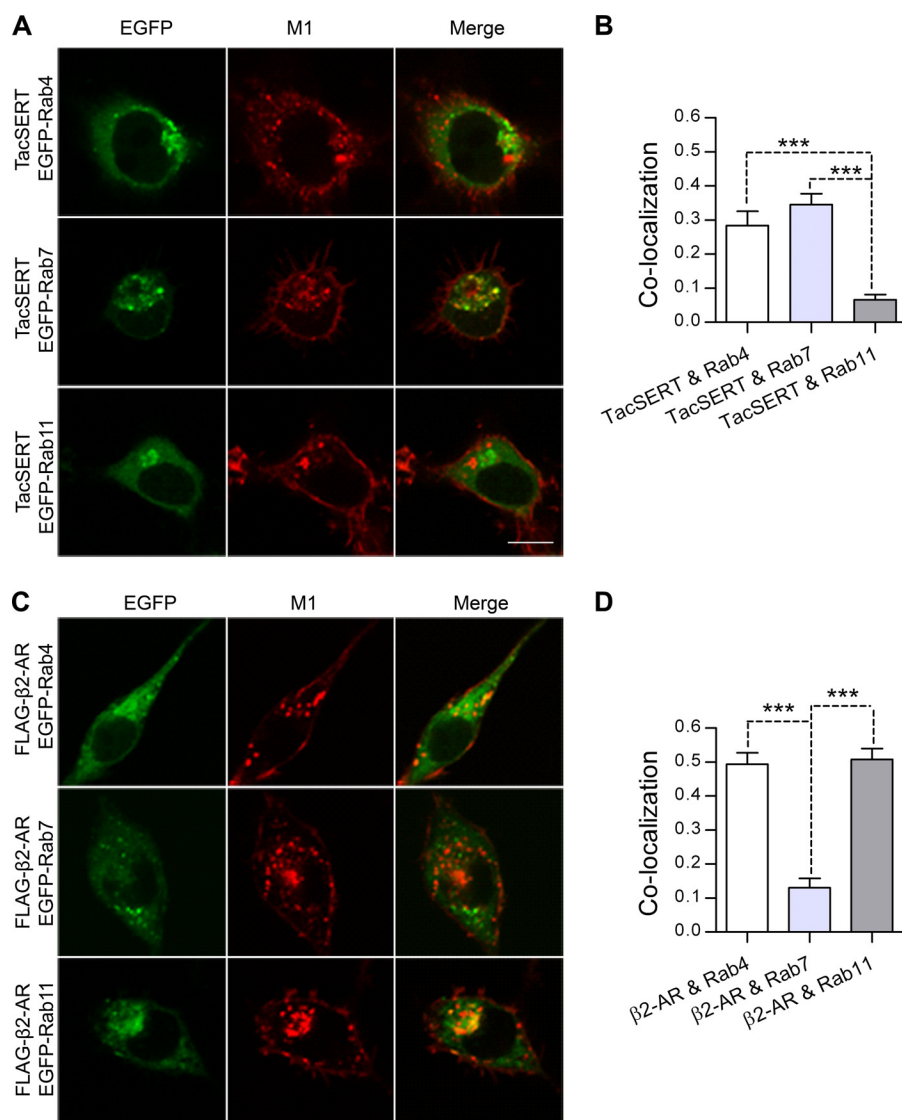 A
EGFP
M1
Merge
TacSERT
EGFP-Rab4
TacSERT
EGFP-Rab7
TacSERT
EGFP-Rab11
B
Co-localization
0.6
0.5
0.4
0.3
0.2
0.1
0.0
***
***
TacSERT & Rab4
TacSERT & Rab7
TacSERT & Rab11
C
EGFP
M1
Merge
FLAG-β2-AR
EGFP-Rab4
FLAG-β2-AR
EGFP-Rab7
FLAG-β2-AR
EGFP-Rab11
D
Co-localization
0.6
0.5
0.4
0.3
0.2
0.1
0.0
***
***
β2-AR & Rab4
β2-AR & Rab7
β2-AR & Rab11